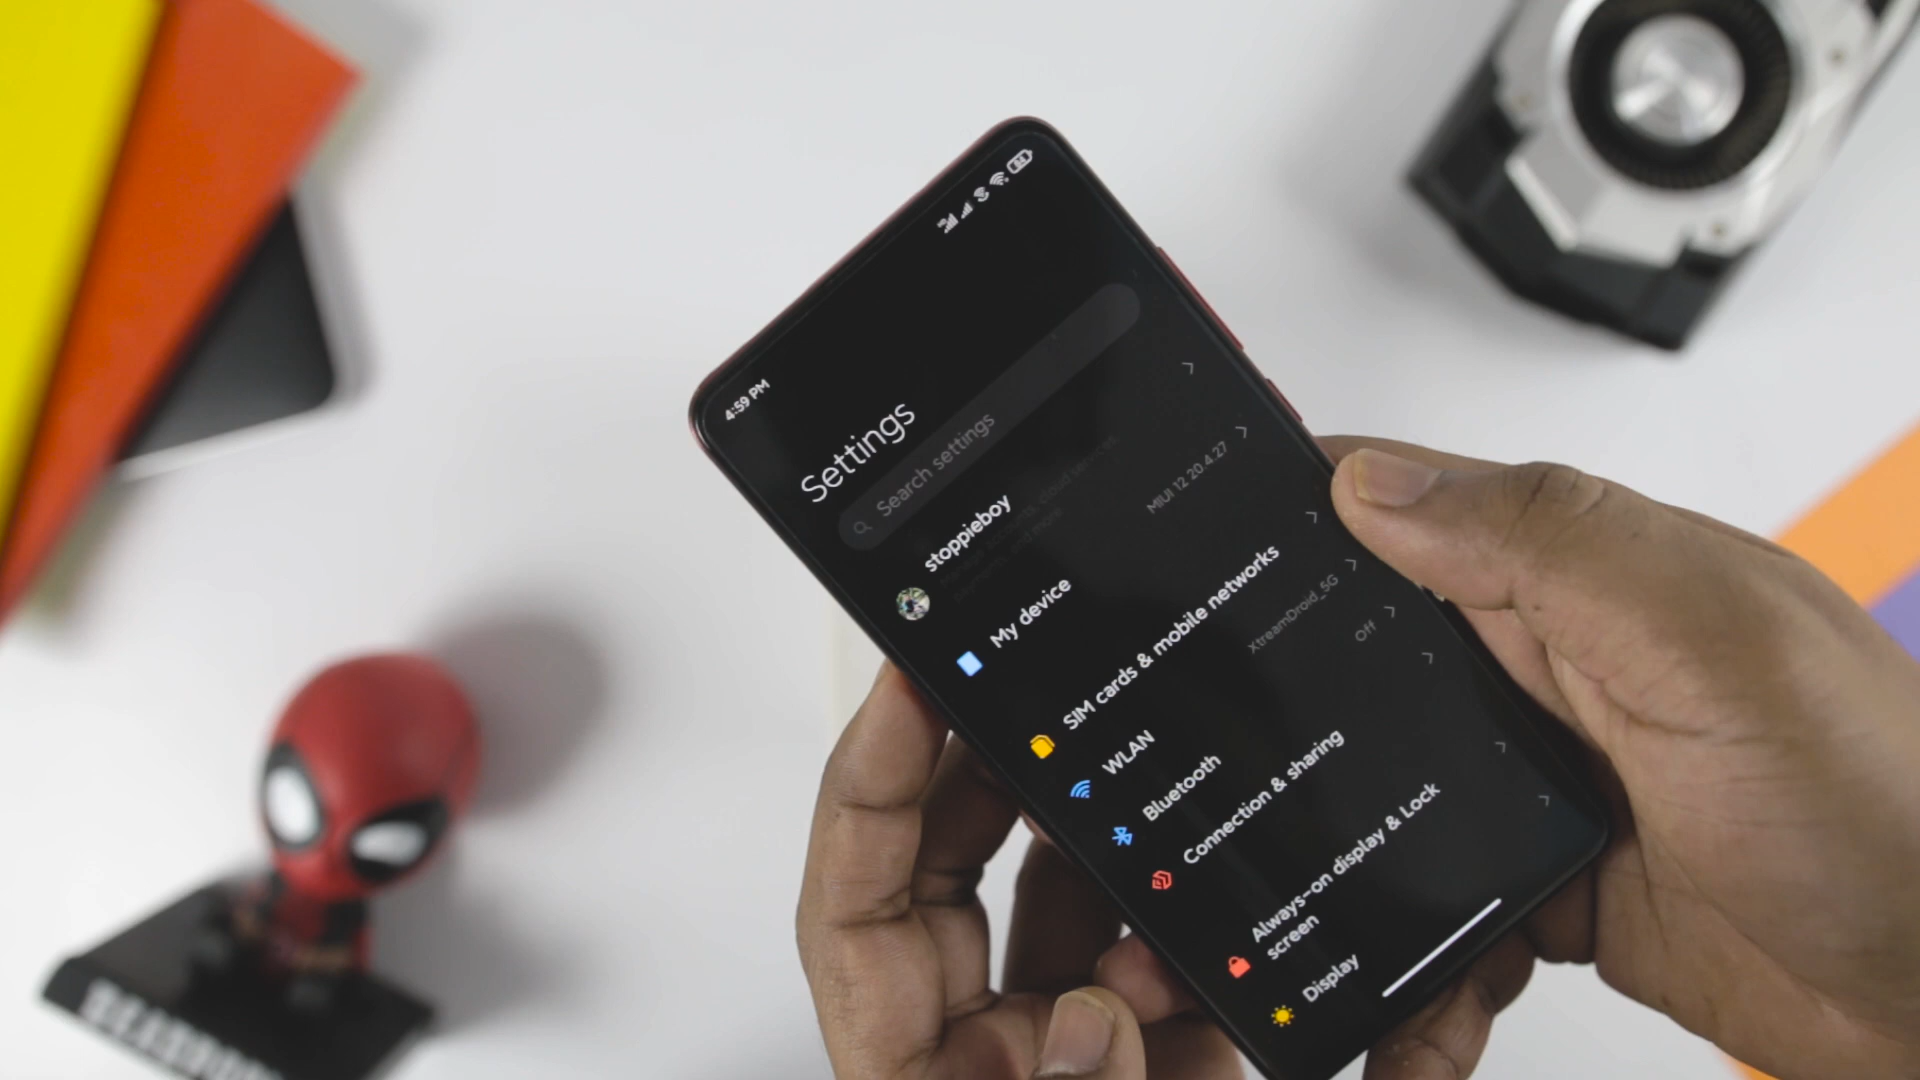 4:59 PM
Settings
Search settings
stoppieboy
My device
MIUI 12 20.4.27
SIM cards & mobile networks
WLAN
XtreamDroid_5G
Bluetooth
Off
Connection & sharing
Always-on display & Lock
screen
Display